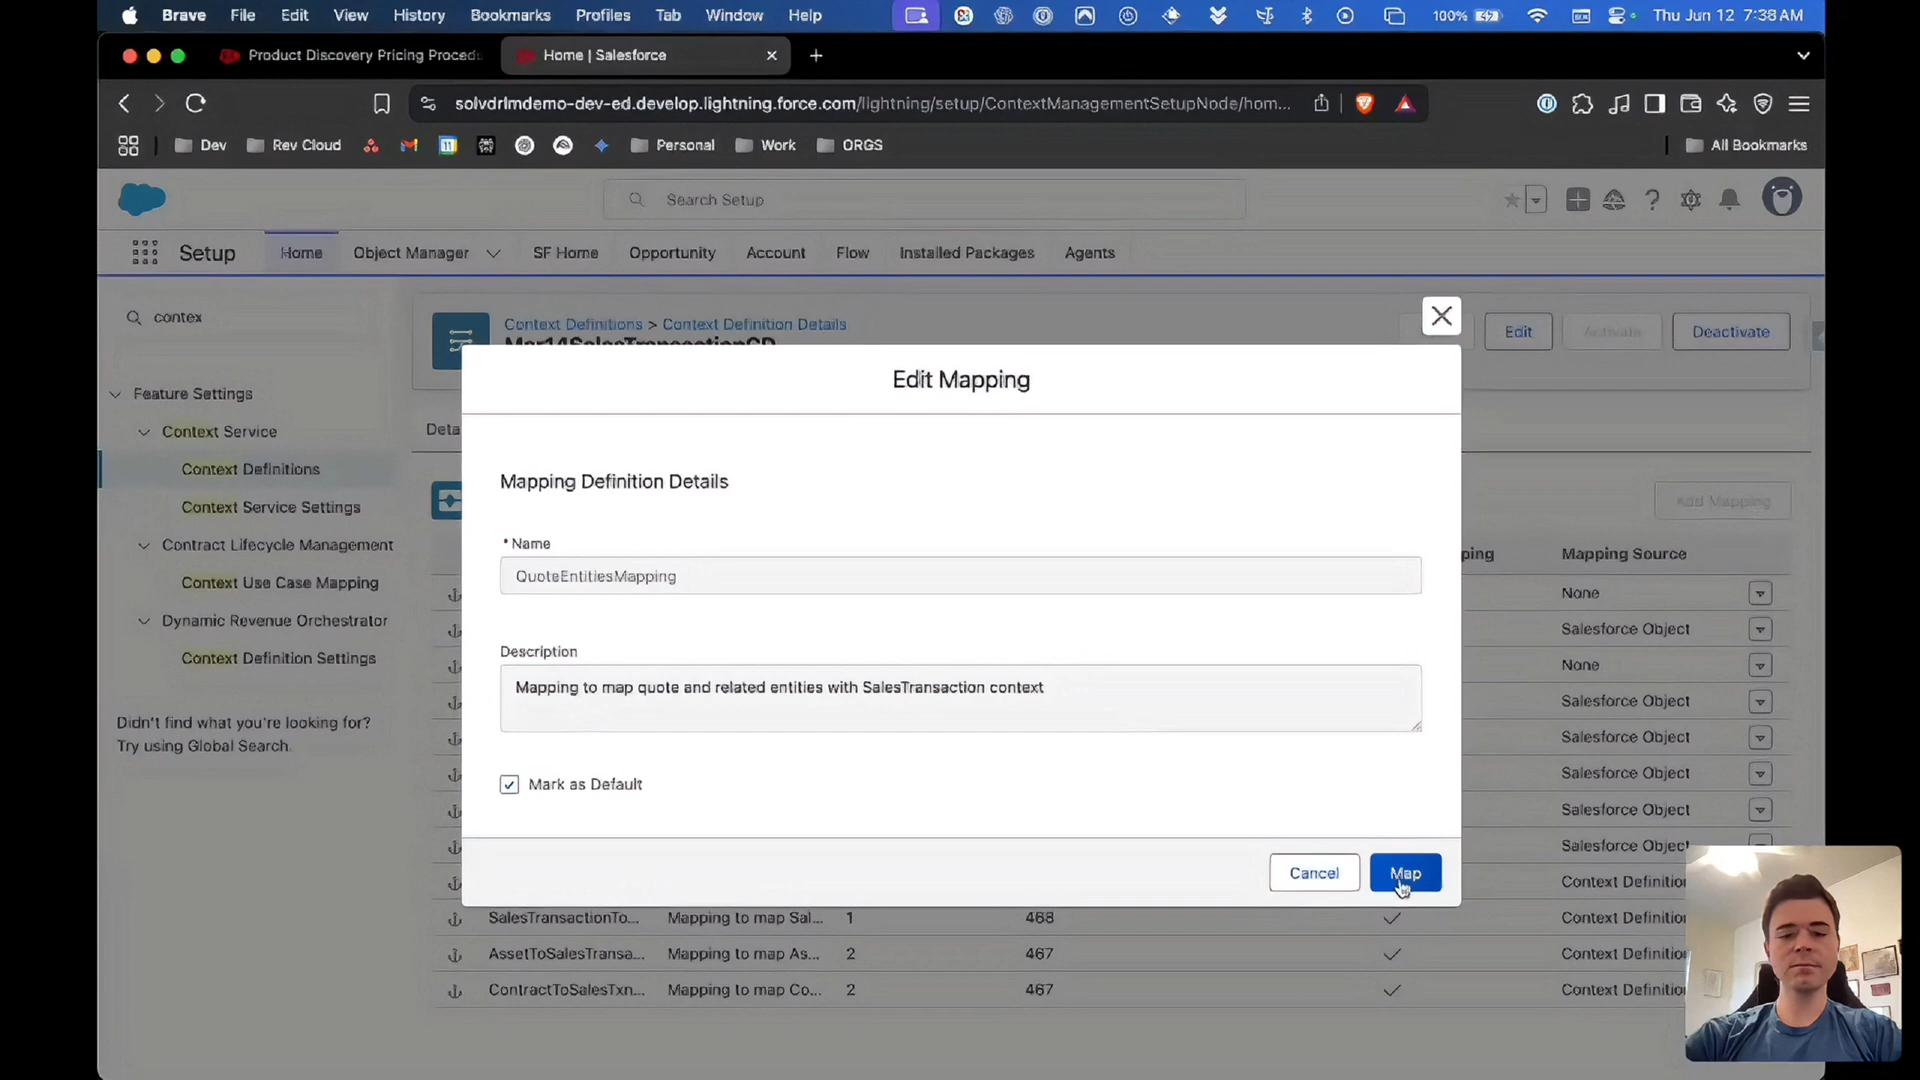 Brave File Edit View History Bookmarks Profiles Tab Window Help 100% Thu Jun 12 7:38 AM
Product Discovery Pricing Procedu Home | Salesforce
solvdrlmdemo-dev-ed.develop.lightning.force.com/lightning/setup/ContextManagementSetupNode/hom...
Dev Rev Cloud 11 Personal Work ORGS All Bookmarks
Search Setup
Setup Home Object Manager SF Home Opportunity Account Flow Installed Packages Agents
contex
Feature Settings
Context Service
Context Definitions
Context Service Settings
Contract Lifecycle Management
Context Use Case Mapping
Dynamic Revenue Orchestrator
Context Definition Settings
Didn't find what you're looking for?
Try using Global Search.
Context Definitions > Context Definition Details
Mar14SalesTransactionCD
Edit Activate Deactivate
Deta
Add Mapping
ping Mapping Source
None
Salesforce Object
None
Salesforce Object
Salesforce Object
Salesforce Object
Salesforce Object
Salesforce Object
Context Definitio
Edit Mapping
Mapping Definition Details
* Name
QuoteEntitiesMapping
Description
Mapping to map quote and related entities with SalesTransaction context
Mark as Default
Cancel Map
SalesTransactionTo... Mapping to map Sal... 1 468 Context Definitio
AssetToSalesTransa... Mapping to map As... 2 467 Context Definitio
ContractToSalesTxn... Mapping to map Co... 2 467 Context Definitio